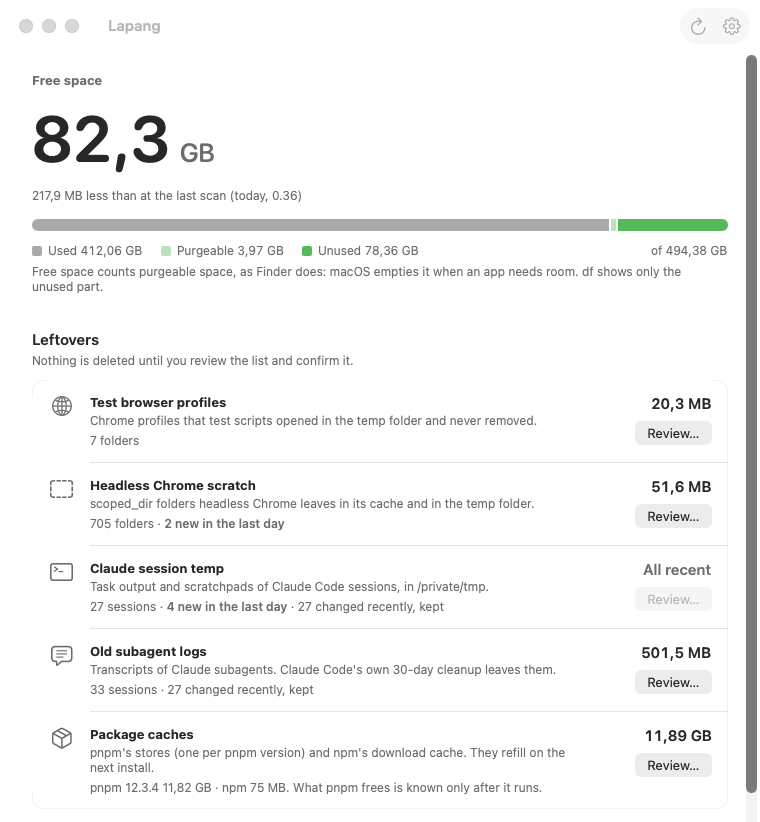 Lapang
Free space
82,3 GB
217,9 MB less than at the last scan (today, 0.36)
Used 412,06 GB Purgeable 3,97 GB Unused 78,36 GB of 494,38 GB
Free space counts purgeable space, as Finder does: macOS empties it when an app needs room. df shows only the
unused part.
Leftovers
Nothing is deleted until you review the list and confirm it.
Test browser profiles 20,3 MB
Chrome profiles that test scripts opened in the temp folder and never removed.
7 folders
Review...
Headless Chrome scratch 51,6 MB
scoped_dir folders headless Chrome leaves in its cache and in the temp folder.
705 folders · 2 new in the last day
Review...
Claude session temp All recent
Task output and scratchpads of Claude Code sessions, in /private/tmp.
27 sessions · 4 new in the last day · 27 changed recently, kept
Review...
Old subagent logs 501,5 MB
Transcripts of Claude subagents. Claude Code's own 30-day cleanup leaves them.
33 sessions · 27 changed recently, kept
Review...
Package caches 11,89 GB
pnpm's stores (one per pnpm version) and npm's download cache. They refill on the
next install.
Review...
pnpm 12.3.4 11,82 GB · npm 75 MB. What pnpm frees is known only after it runs.